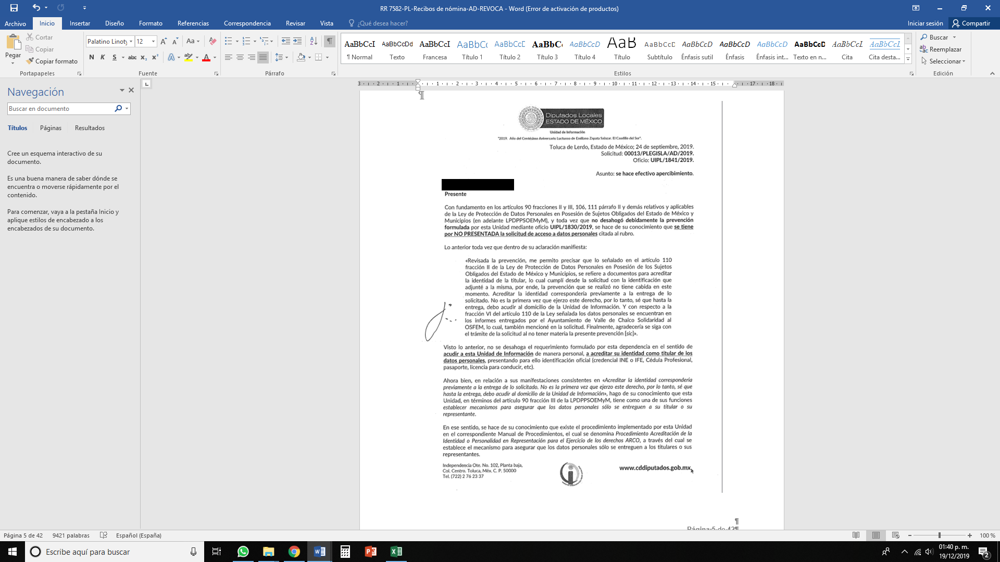 RR 7582-PL-Recibos de nómina-AD-REVOCA - Word (Error de activación de productos)
Archivo Inicio Insertar Diseño Formato Referencias Correspondencia Revisar Vista ¿Qué desea hacer? Iniciar sesión Compartir
Pegar
Cortar
Copiar
Copiar formato
Portapapeles
Palatino Linoty 12
Fuente
Párrafo
AaBbCcI AaBbCcDd AaBbCcI AaBbCc AaBbCcD AaBbCc AaBbCcD AaB AaBbCcD AaBbCcD AaBbCcD AaBbCcD AaBbCcD AaBbCcI AaBbCcI
¶ Normal Texto Francesa Título 1 Título 2 Título 3 Título 4 Título Subtítulo Énfasis sutil Énfasis Énfasis int... Texto en n... Cita Cita desta...
Estilos
Buscar
Reemplazar
Seleccionar
Edición
Navegación
Buscar en documento
Títulos Páginas Resultados
Cree un esquema interactivo de su
documento.
Es una buena manera de saber dónde se
encuentra o moverse rápidamente por el
contenido.
Para comenzar, vaya a la pestaña Inicio y
aplique estilos de encabezado a los
encabezados de su documento.
3 2 1 1 2 3 4 5 6 7 8 9 10 11 12 13 14 15 17 18
¶
Diputados Locales
ESTADO DE MÉXICO
Unidad de Información
"2019. Año del Centésimo Aniversario Luctuoso de Emiliano Zapata Salazar. El Caudillo del Sur".
Toluca de Lerdo, Estado de México; 24 de septiembre, 2019.
Solicitud: 00013/PLEGISLA/AD/2019.
Oficio: UIPL/1841/2019.
Asunto: se hace efectivo apercibimiento.
Presente
Con fundamento en los artículos 90 fracciones II y III, 106, 111 párrafo II y demás relativos y aplicables
de la Ley de Protección de Datos Personales en Posesión de Sujetos Obligados del Estado de México y
Municipios (en adelante LPDPPSOEMyM), y toda vez que no desahogó debidamente la prevención
formulada por esta Unidad mediante oficio UIPL/1830/2019, se hace de su conocimiento que se tiene
por NO PRESENTADA la solicitud de acceso a datos personales citada al rubro.
Lo anterior toda vez que dentro de su aclaración manifiesta:
«Revisada la prevención, me permito precisar que lo señalado en el artículo 110
fracción II de la Ley de Protección de Datos Personales en Posesión de los Sujetos
Obligados del Estado de México y Municipios, se refiere a documentos para acreditar
la identidad de la titular, lo cual cumplí desde la solicitud con la identificación que
adjunté a la misma, por ende, la prevención que se realizó no tiene cabida en este
momento. Acreditar la identidad correspondería previamente a la entrega de lo
solicitado. No es la primera vez que ejerzo este derecho, por lo tanto, sé que hasta la
entrega, debo acudir al domicilio de la Unidad de Información. Y con respecto a la
fracción VI del artículo 110 de la Ley señalada los datos personales se encuentran en
los informes entregados por el Ayuntamiento de Valle de Chalco Solidaridad al
OSFEM, lo cual, también mencioné en la solicitud. Finalmente, agradecería se siga con
el trámite de la solicitud al no tener materia la presente prevención [sic]».
Visto lo anterior, no se desahoga el requerimiento formulado por esta dependencia en el sentido de
acudir a esta Unidad de Información de manera personal, a acreditar su identidad como titular de los
datos personales, presentando para ello identificación oficial (credencial INE o IFE, Cédula Profesional,
pasaporte, licencia para conducir, etc).
Ahora bien, en relación a sus manifestaciones consistentes en «Acreditar la identidad correspondería
previamente a la entrega de lo solicitado. No es la primera vez que ejerzo este derecho, por lo tanto, sé que
hasta la entrega, debo acudir al domicilio de la Unidad de Información», hago de su conocimiento que esta
Unidad, en términos del artículo 90 fracción III de la LPDPPSOEMyM, tiene como una de sus funciones
establecer mecanismos para asegurar que los datos personales sólo se entreguen a su titular o su
representante.
En ese sentido, se hace de su conocimiento que existe el procedimiento implementado por esta Unidad
en el correspondiente Manual de Procedimientos, el cual se denomina Procedimiento Acreditación de la
Identidad o Personalidad en Representación para el Ejercicio de los derechos ARCO, a través del cual se
establece el mecanismo para asegurar que los datos personales sólo se entreguen a los titulares o sus
representantes.
Independencia Ote. No. 102, Planta baja,
Col. Centro. Toluca, Méx. C. P. 50000
Tel. (722) 2 76 23 37
www.cddiputados.gob.mx
¶
Página 5 de 42¶
Página 5 de 42 9421 palabras Español (España) 100 %
Escribe aquí para buscar
01:40 p. m.
19/12/2019
2